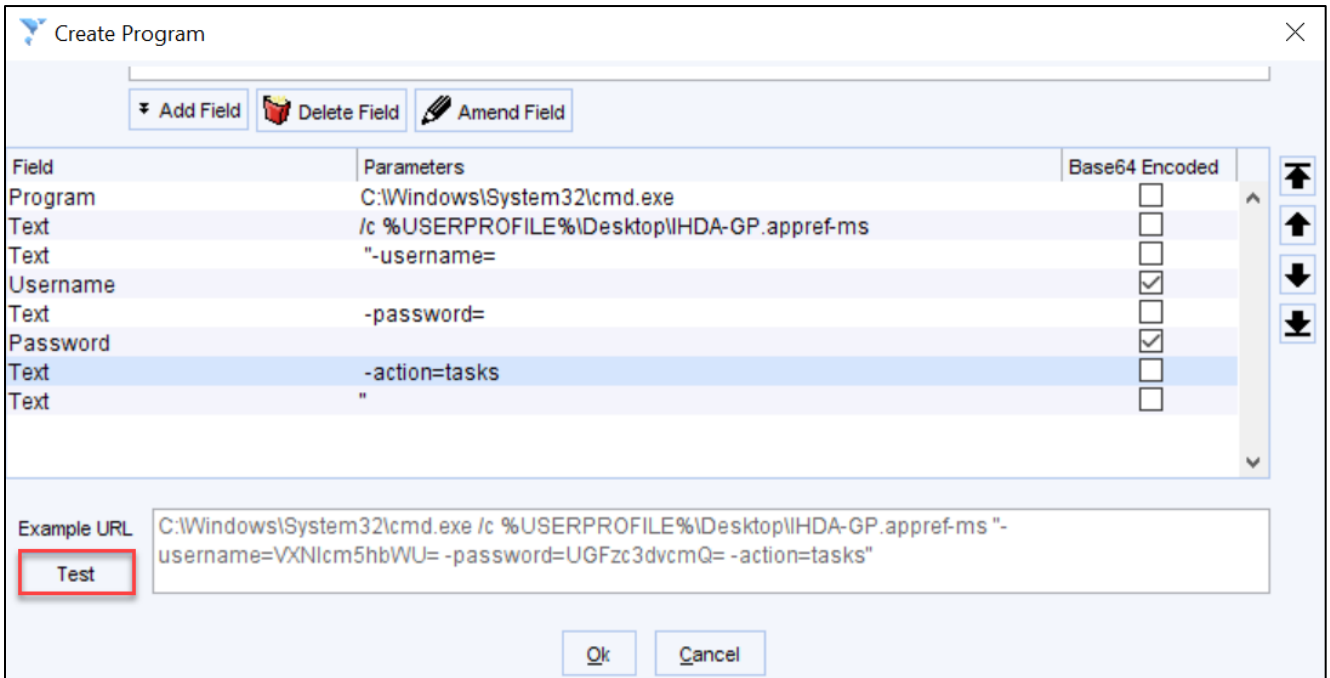 Create Program
Add Field Delete Field Amend Field
Field Parameters Base64 Encoded
Program C:\Windows\System32\cmd.exe
Text /c %USERPROFILE%\Desktop\IHDA-GP.appref-ms
Text "-username=
Username
Text -password=
Password
Text -action=tasks
Text "
Example URL C:\Windows\System32\cmd.exe /c %USERPROFILE%\Desktop\IHDA-GP.appref-ms "-
username=VXNlcm5hbWU= -password=UGFzc3dvcmQ= -action=tasks"
Test
Ok Cancel